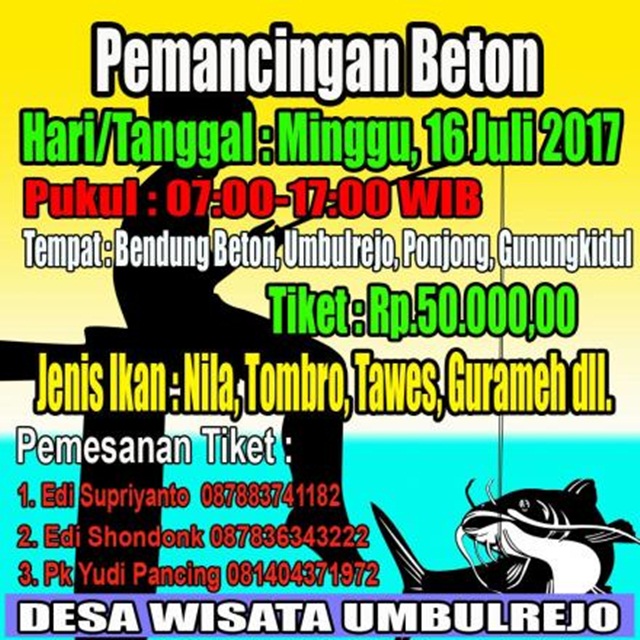 Pemancingan Beton
Hari/Tanggal : Minggu, 16 Juli 2017
Pukul : 07:00-17:00 WIB
Tempat : Bendung Beton, Umbulrejo, Ponjong, Gunungkidul
Tiket : Rp.50.000,00
Jenis Ikan : Nila, Tombro, Tawes, Gurameh dll.
Pemesanan Tiket :
1. Edi Supriyanto 087883741182
2. Edi Shondonk 087836343222
3. Pk Yudi Pancing 081404371972
DESA WISATA UMBULREJO